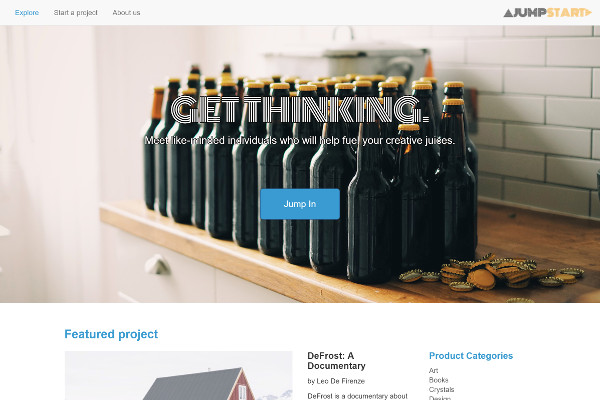 Explore Start a project About us
JUMPSTART
GET THINKING.
Meet like-minded individuals who will help fuel your creative juices.
Jump In
Featured project
DeFrost: A
Documentary
by Leo De Firenze
DeFrost is a documentary about
Product Categories
Art
Books
Crystals
Design